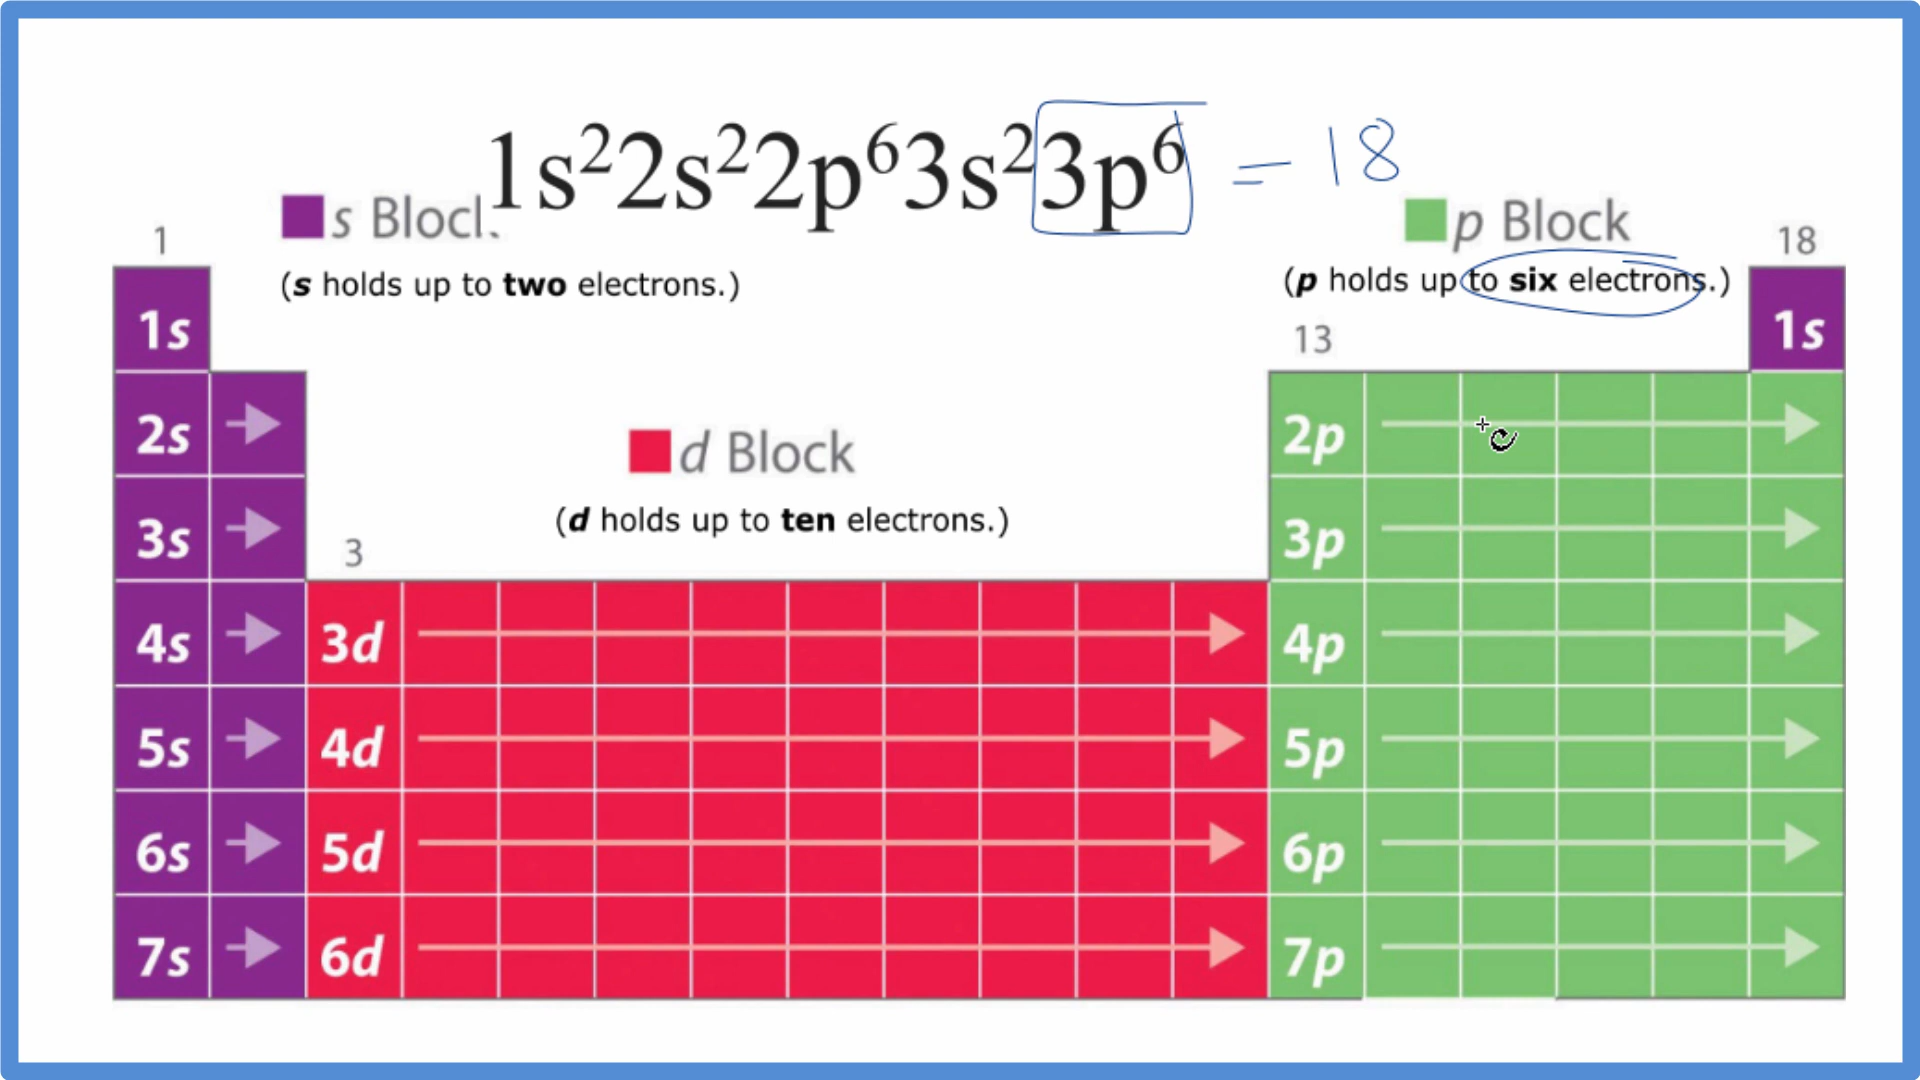 1s²2s²2p⁶3s²3p⁶ = 18
s Block
p Block
1
18
(s holds up to two electrons.)
(p holds up to six electrons.)
1s
1s
13
2s
2p
d Block
(d holds up to ten electrons.)
3s
3
3p
4s 3d 4p
5s 4d 5p
6s 5d 6p
7s 6d 7p